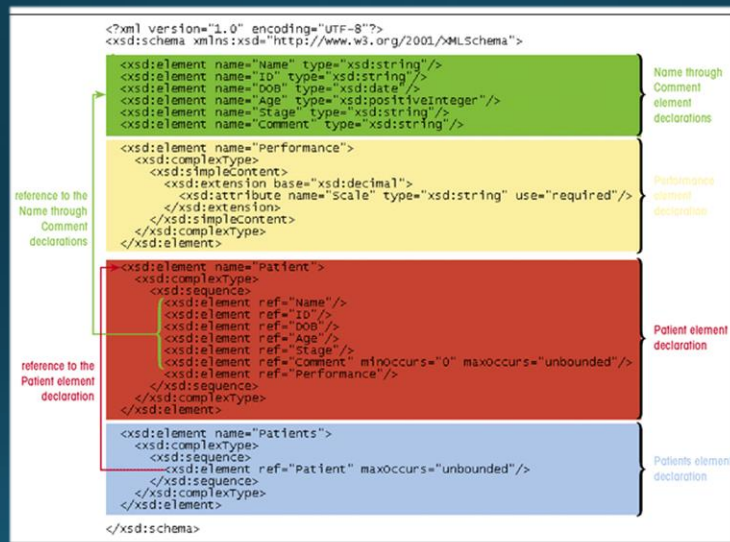 <?xml version="1.0" encoding="UTF-8"?>
<xsd:schema xmlns:xsd="http://www.w3.org/2001/XMLSchema">
<xsd:element name="Name" type="xsd:string"/>
<xsd:element name="ID" type="xsd:string"/>
<xsd:element name="DOB" type="xsd:date"/>
<xsd:element name="Age" type="xsd:positiveInteger"/>
<xsd:element name="Stage" type="xsd:string"/>
<xsd:element name="Comment" type="xsd:string"/>
Name through
Comment
element
declarations
<xsd:element name="Performance">
<xsd:complexType>
<xsd:simpleContent>
<xsd:extension base="xsd:decimal">
<xsd:attribute name="Scale" type="xsd:string" use="required"/>
</xsd:extension>
</xsd:simpleContent>
</xsd:complexType>
</xsd:element>
Performance
element
declaration
reference to the
Name through
Comment
declarations
<xsd:element name="Patient">
<xsd:complexType>
<xsd:sequence>
<xsd:element ref="Name"/>
<xsd:element ref="ID"/>
<xsd:element ref="DOB"/>
<xsd:element ref="Age"/>
<xsd:element ref="Stage"/>
<xsd:element ref="Comment" minOccurs="0" maxOccurs="unbounded"/>
<xsd:element ref="Performance"/>
</xsd:sequence>
</xsd:complexType>
</xsd:element>
Patient element
declaration
reference to the
Patient element
declaration
<xsd:element name="Patients">
<xsd:complexType>
<xsd:sequence>
<xsd:element ref="Patient" maxOccurs="unbounded"/>
</xsd:sequence>
</xsd:complexType>
</xsd:element>
Patients element
declaration
</xsd:schema>